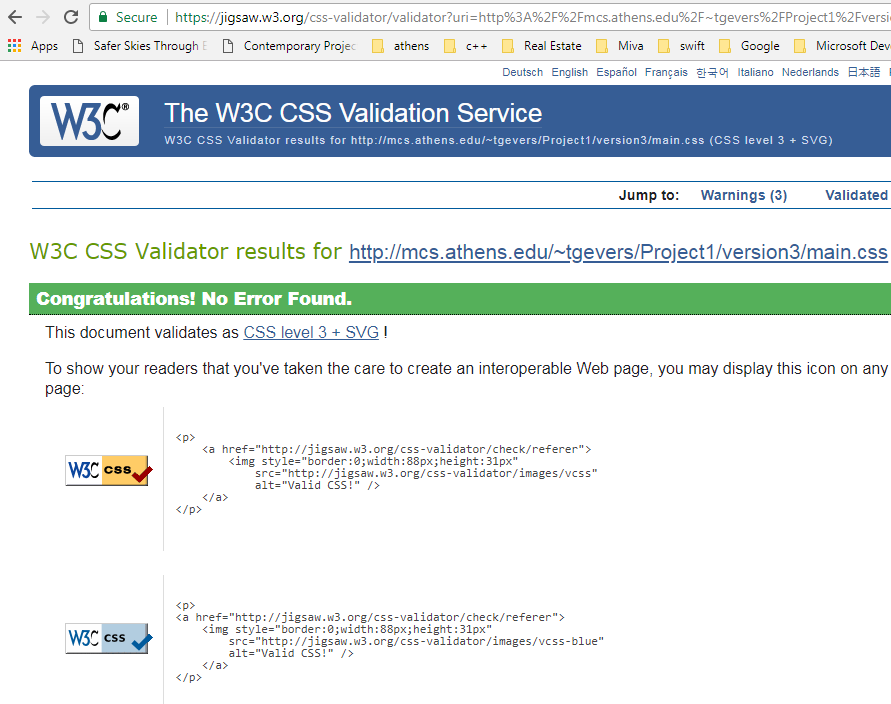 Secure https://jigsaw.w3.org/css-validator/validator?uri=http%3A%2F%2Fmcs.athens.edu%2F~tgevers%2FProject1%2Fversi
Apps Safer Skies Through Contemporary Projec athens c++ Real Estate Miva swift Google Microsoft Dev
Deutsch English Español Français 한국어 Italiano Nederlands 日本語
W3C® The W3C CSS Validation Service
W3C CSS Validator results for http://mcs.athens.edu/~tgevers/Project1/version3/main.css (CSS level 3 + SVG)
Jump to: Warnings (3) Validated
W3C CSS Validator results for http://mcs.athens.edu/~tgevers/Project1/version3/main.css
Congratulations! No Error Found.
This document validates as CSS level 3 + SVG !
To show your readers that you've taken the care to create an interoperable Web page, you may display this icon on any
page:
<p>
<a href="http://jigsaw.w3.org/css-validator/check/referer">
<img style="border:0;width:88px;height:31px"
W3C css
src="http://jigsaw.w3.org/css-validator/images/vcss"
alt="Valid CSS!" />
</a>
</p>
<p>
<a href="http://jigsaw.w3.org/css-validator/check/referer">
<img style="border:0;width:88px;height:31px"
W3C css
src="http://jigsaw.w3.org/css-validator/images/vcss-blue"
alt="Valid CSS!" />
</a>
</p>